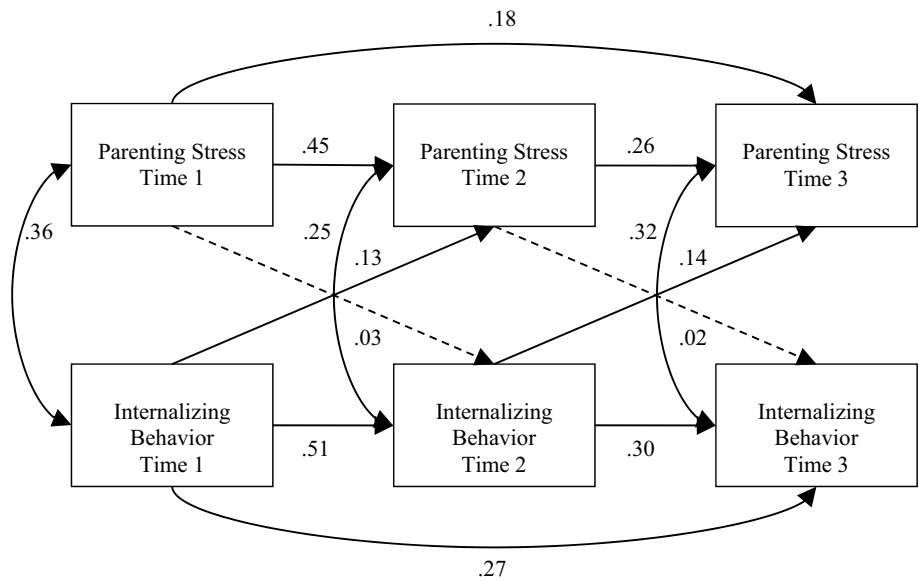 .18
Parenting Stress
Time 1
.45
Parenting Stress
Time 2
.26
Parenting Stress
Time 3
.36
.25
.13
.32
.14
.03
.02
Internalizing
Behavior
Time 1
.51
Internalizing
Behavior
Time 2
.30
Internalizing
Behavior
Time 3
.27